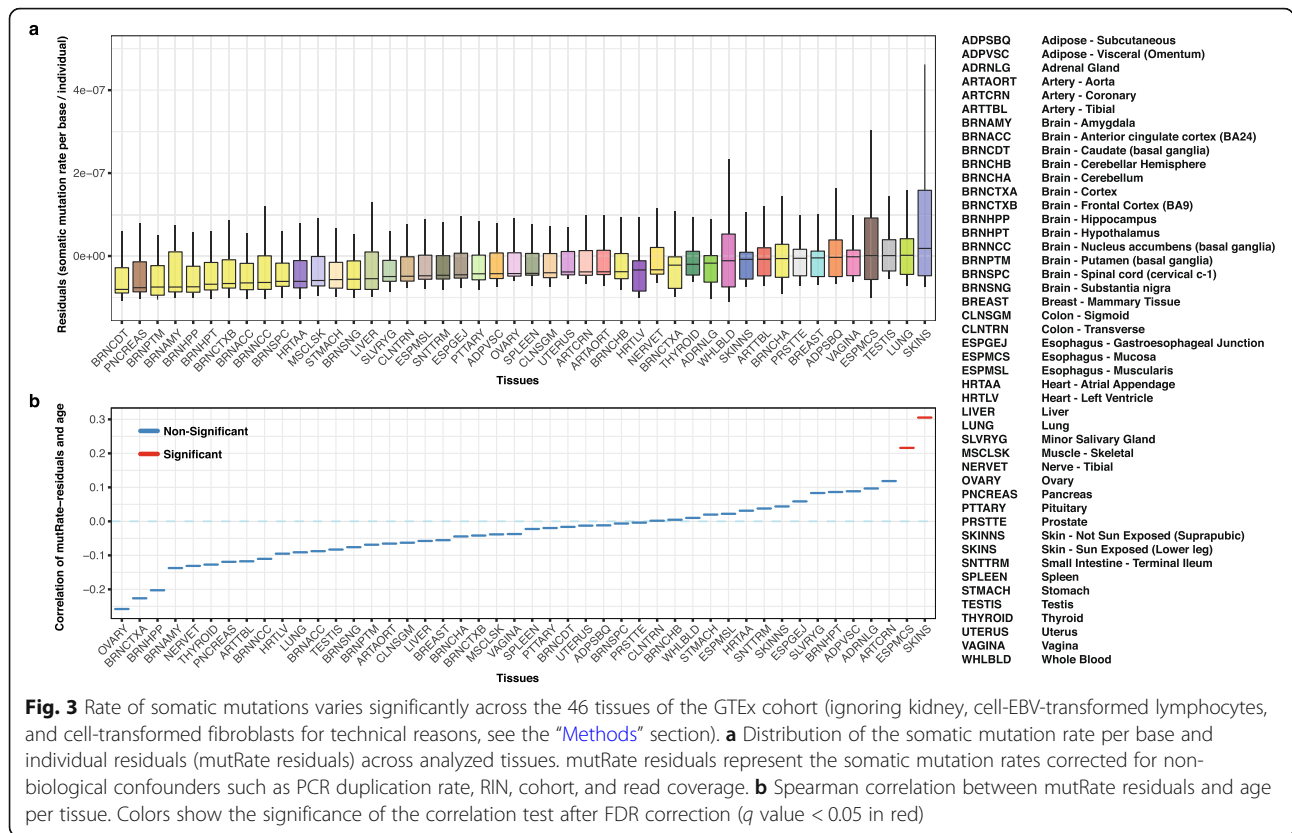 a
Residuals (somatic mutation rate per base / individual)
4e−07
2e−07
0e+00
BRNCDT
PNCREAS
BRNPTM
BRNAMY
BRNHPP
BRNHPT
BRNCTXB
BRNACC
BRNNCC
BRNSPC
HRTAA
MSCLSK
STMACH
BRNSNG
LIVER
SLVRYG
CLNTRN
ESPMSL
SNTTRM
ESPGEJ
PTTARY
ADPVSC
OVARY
SPLEEN
CLNSGM
UTERUS
ARTCRN
ARTAORT
BRNCHB
HRTLV
NERVET
BRNCTXA
THYROID
ADRNLG
WHLBLD
SKINNS
ARTTBL
BRNCHA
PRSTTE
BREAST
ADPSBQ
VAGINA
ESPMCS
TESTIS
LUNG
SKINS
Tissues
b
Correlation of mutRate−residuals and age
0.3
0.2
0.1
0.0
−0.1
−0.2
Non-Significant
Significant
OVARY
BRNCTXA
BRNHPP
BRNAMY
NERVET
THYROID
PNCREAS
ARTTBL
BRNNCC
HRTLV
LUNG
BRNACC
TESTIS
BRNSNG
BRNPTM
ARTAORT
CLNSGM
LIVER
BREAST
BRNCHA
BRNCTXB
MSCLSK
VAGINA
SPLEEN
PTTARY
BRNCDT
UTERUS
ADPSBQ
BRNSPC
PRSTTE
CLNTRN
BRNCHB
WHLBLD
STMACH
ESPMSL
HRTAA
SNTTRM
SKINNS
ESPGEJ
SLVRYG
BRNHPT
ADPVSC
ADRNLG
ARTCRN
ESPMCS
SKINS
Tissues
ADPSBQ Adipose - Subcutaneous
ADPVSC Adipose - Visceral (Omentum)
ADRNLG Adrenal Gland
ARTAORT Artery - Aorta
ARTCRN Artery - Coronary
ARTTBL Artery - Tibial
BRNAMY Brain - Amygdala
BRNACC Brain - Anterior cingulate cortex (BA24)
BRNCDT Brain - Caudate (basal ganglia)
BRNCHB Brain - Cerebellar Hemisphere
BRNCHA Brain - Cerebellum
BRNCTXA Brain - Cortex
BRNCTXB Brain - Frontal Cortex (BA9)
BRNHPP Brain - Hippocampus
BRNHPT Brain - Hypothalamus
BRNNCC Brain - Nucleus accumbens (basal ganglia)
BRNPTM Brain - Putamen (basal ganglia)
BRNSPC Brain - Spinal cord (cervical c-1)
BRNSNG Brain - Substantia nigra
BREAST Breast - Mammary Tissue
CLNSGM Colon - Sigmoid
CLNTRN Colon - Transverse
ESPGEJ Esophagus - Gastroesophageal Junction
ESPMCS Esophagus - Mucosa
ESPMSL Esophagus - Muscularis
HRTAA Heart - Atrial Appendage
HRTLV Heart - Left Ventricle
LIVER Liver
LUNG Lung
SLVRYG Minor Salivary Gland
MSCLSK Muscle - Skeletal
NERVET Nerve - Tibial
OVARY Ovary
PNCREAS Pancreas
PTTARY Pituitary
PRSTTE Prostate
SKINNS Skin - Not Sun Exposed (Suprapubic)
SKINS Skin - Sun Exposed (Lower leg)
SNTTRM Small Intestine - Terminal Ileum
SPLEEN Spleen
STMACH Stomach
TESTIS Testis
THYROID Thyroid
UTERUS Uterus
VAGINA Vagina
WHLBLD Whole Blood
Fig. 3 Rate of somatic mutations varies significantly across the 46 tissues of the GTEx cohort (ignoring kidney, cell-EBV-transformed lymphocytes,
and cell-transformed fibroblasts for technical reasons, see the “Methods” section). a Distribution of the somatic mutation rate per base and
individual residuals (mutRate residuals) across analyzed tissues. mutRate residuals represent the somatic mutation rates corrected for non-
biological confounders such as PCR duplication rate, RIN, cohort, and read coverage. b Spearman correlation between mutRate residuals and age
per tissue. Colors show the significance of the correlation test after FDR correction (q value < 0.05 in red)